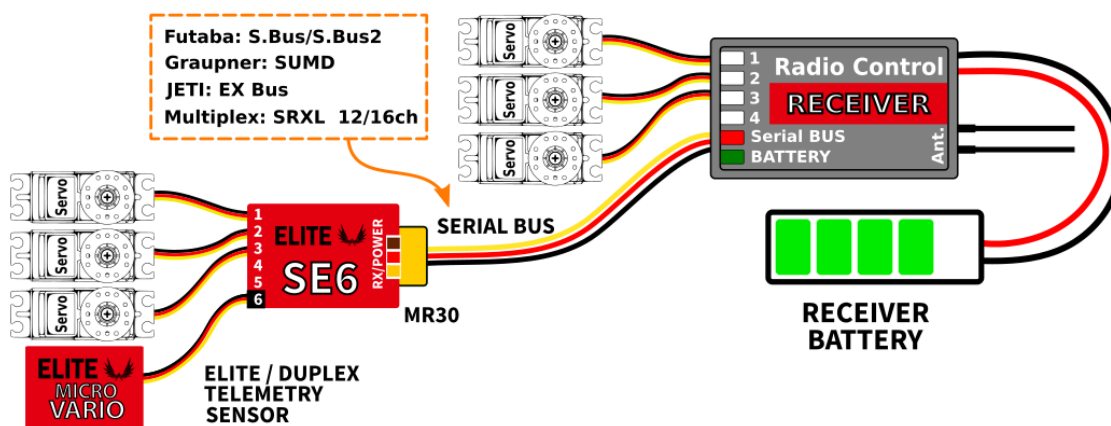 Futaba: S.Bus/S.Bus2
Graupner: SUMD
JETI: EX Bus
Multiplex: SRXL 12/16ch
Servo
Servo
Servo
1
2
3
4
Radio Control
RECEIVER
Serial BUS
BATTERY
Ant.
Servo
Servo
Servo
1
2
3
4
5
6
ELITE
SE6
RX/POWER
SERIAL BUS
MR30
RECEIVER
BATTERY
ELITE
MICRO
VARIO
ELITE / DUPLEX
TELEMETRY
SENSOR